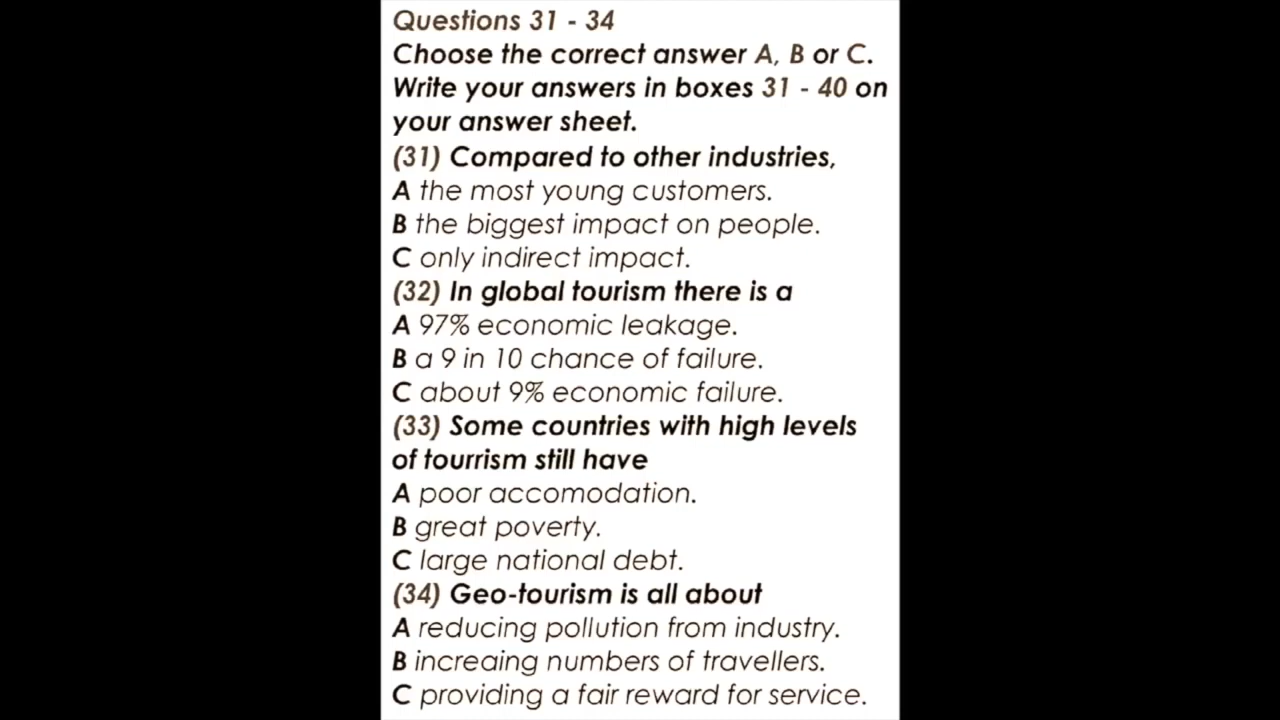 Questions 31 - 34
Choose the correct answer A, B or C.
Write your answers in boxes 31 - 40 on
your answer sheet.
(31) Compared to other industries,
A the most young customers.
B the biggest impact on people.
C only indirect impact.
(32) In global tourism there is a
A 97% economic leakage.
B a 9 in 10 chance of failure.
C about 9% economic failure.
(33) Some countries with high levels
of tourrism still have
A poor accomodation.
B great poverty.
C large national debt.
(34) Geo-tourism is all about
A reducing pollution from industry.
B increaing numbers of travellers.
C providing a fair reward for service.